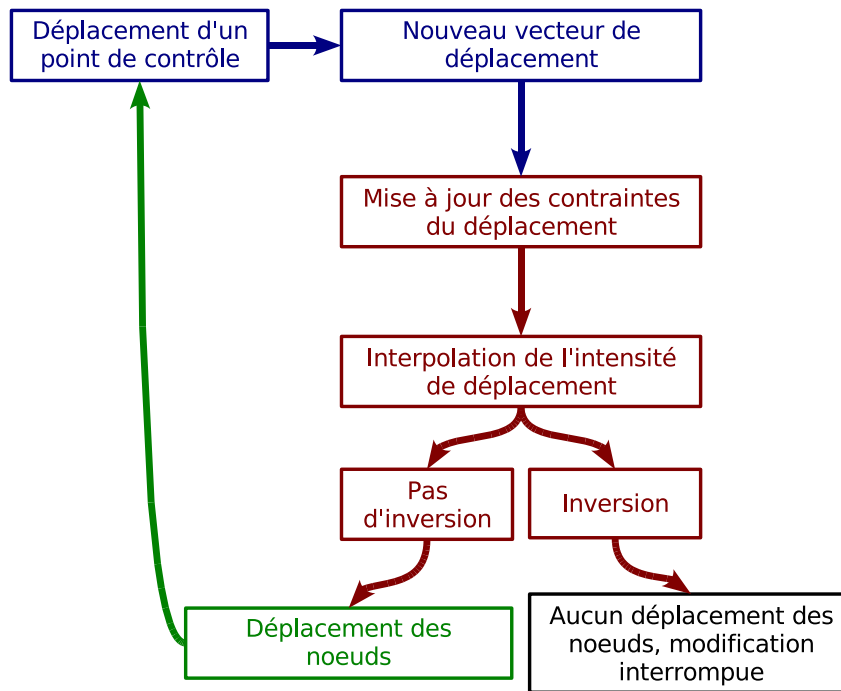 Déplacement d'un
point de contrôle
Nouveau vecteur de
déplacement
Mise à jour des contraintes
du déplacement
Interpolation de l'intensité
de déplacement
Pas
d'inversion
Inversion
Déplacement des
noeuds
Aucun déplacement des
noeuds, modification
interrompue